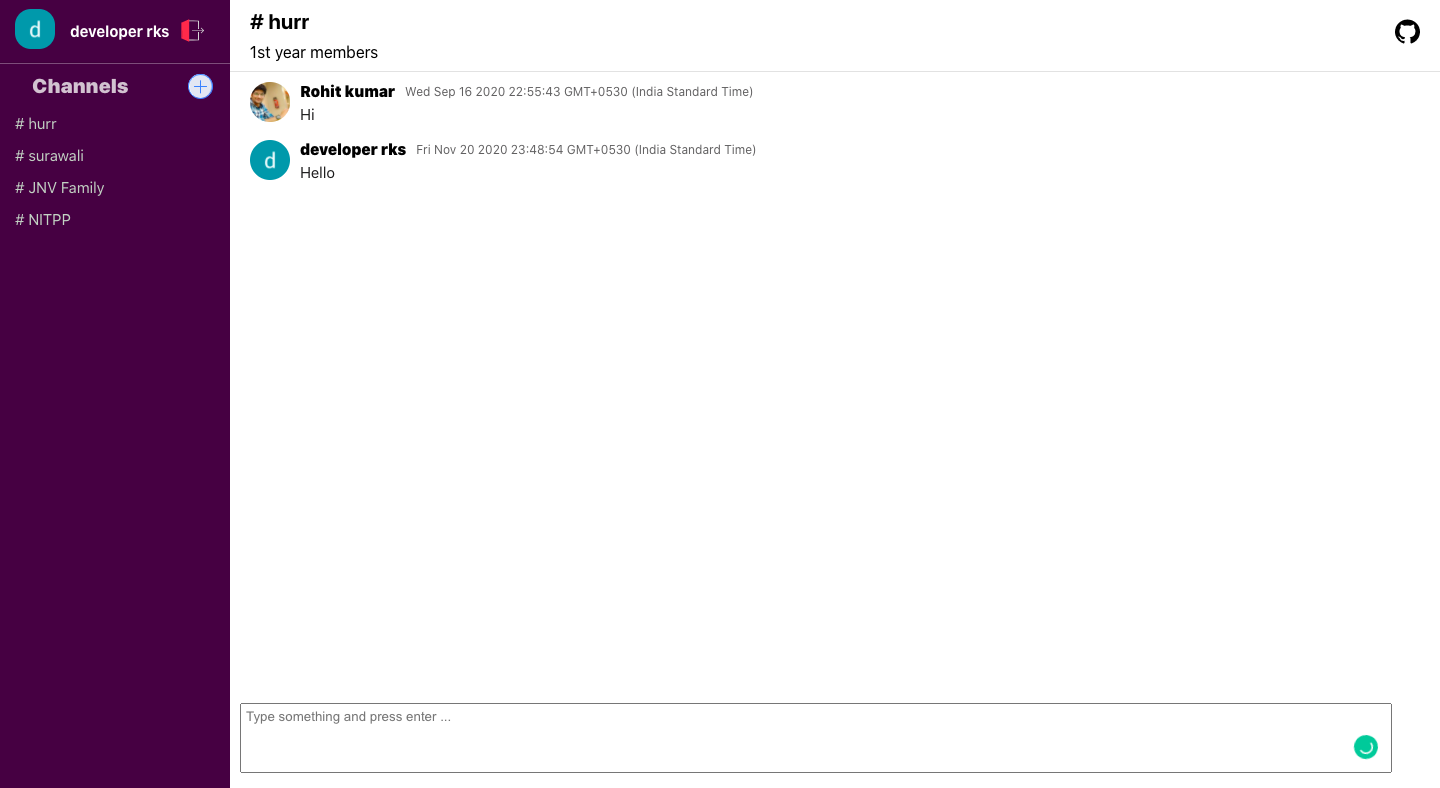 d
developer rks
Channels
# hurr
# surawali
# JNV Family
# NITPP
# hurr
1st year members
Rohit kumar Wed Sep 16 2020 22:55:43 GMT+0530 (India Standard Time)
Hi
d
developer rks Fri Nov 20 2020 23:48:54 GMT+0530 (India Standard Time)
Hello
Type something and press enter ...